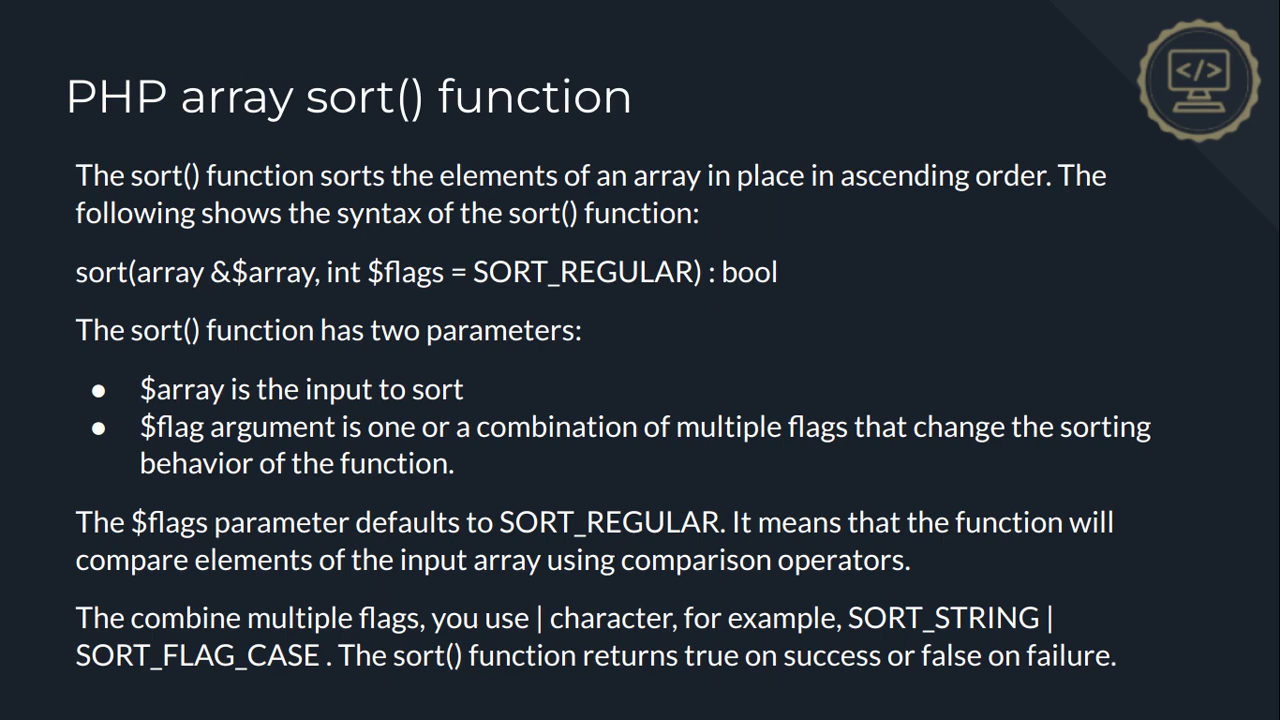 </>
PHP array sort() function
The sort() function sorts the elements of an array in place in ascending order. The
following shows the syntax of the sort() function:
sort(array &$array, int $flags = SORT_REGULAR) : bool
The sort() function has two parameters:
● $array is the input to sort
● $flag argument is one or a combination of multiple flags that change the sorting
behavior of the function.
The $flags parameter defaults to SORT_REGULAR. It means that the function will
compare elements of the input array using comparison operators.
The combine multiple flags, you use | character, for example, SORT_STRING |
SORT_FLAG_CASE . The sort() function returns true on success or false on failure.